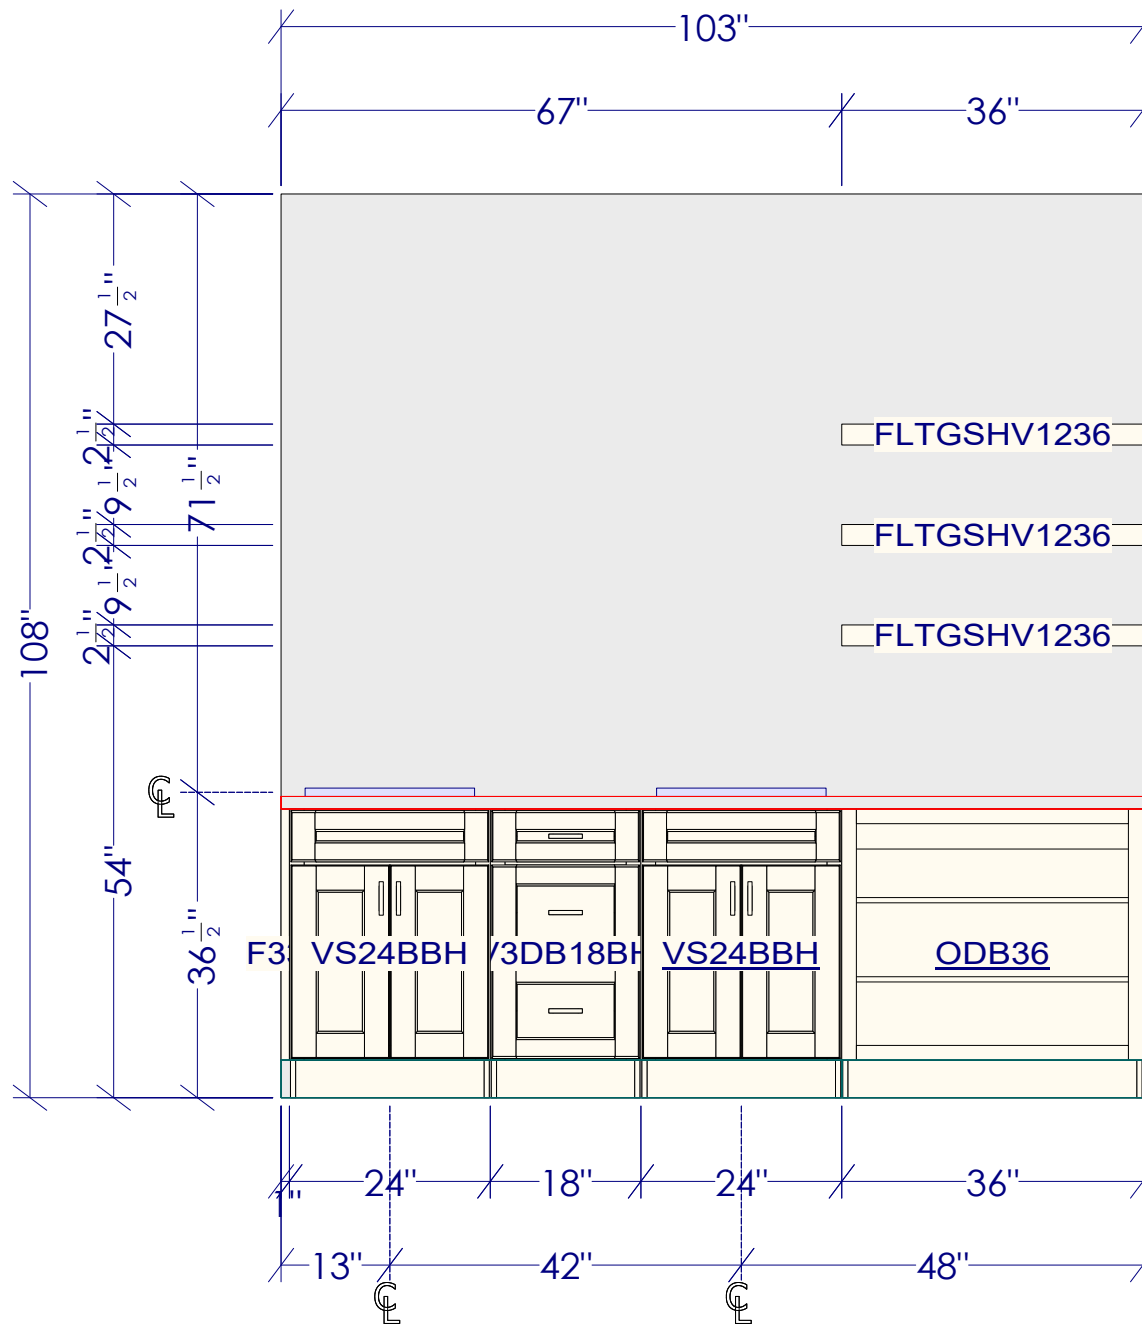 103"
67" 36"
27 1/2"
2 1/2"
9 1/2"
2 1/2"
9 1/2"
2 1/2"
54"
71 1/2"
36 1/2"
108"
FLTGSHV1236
FLTGSHV1236
FLTGSHV1236
℄
VS24BBH V3DB18BH VS24BBH ODB36
1" 24" 18" 24" 36"
13" 42" 48"
℄ ℄